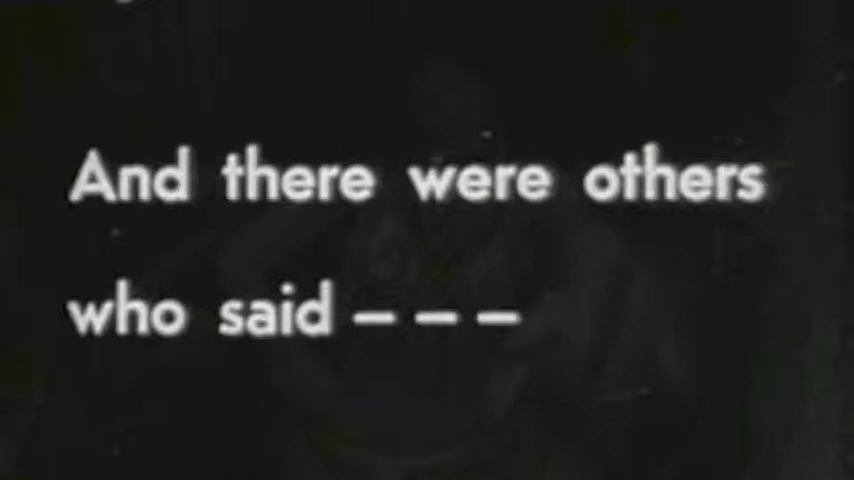 And there were others
who said – – –